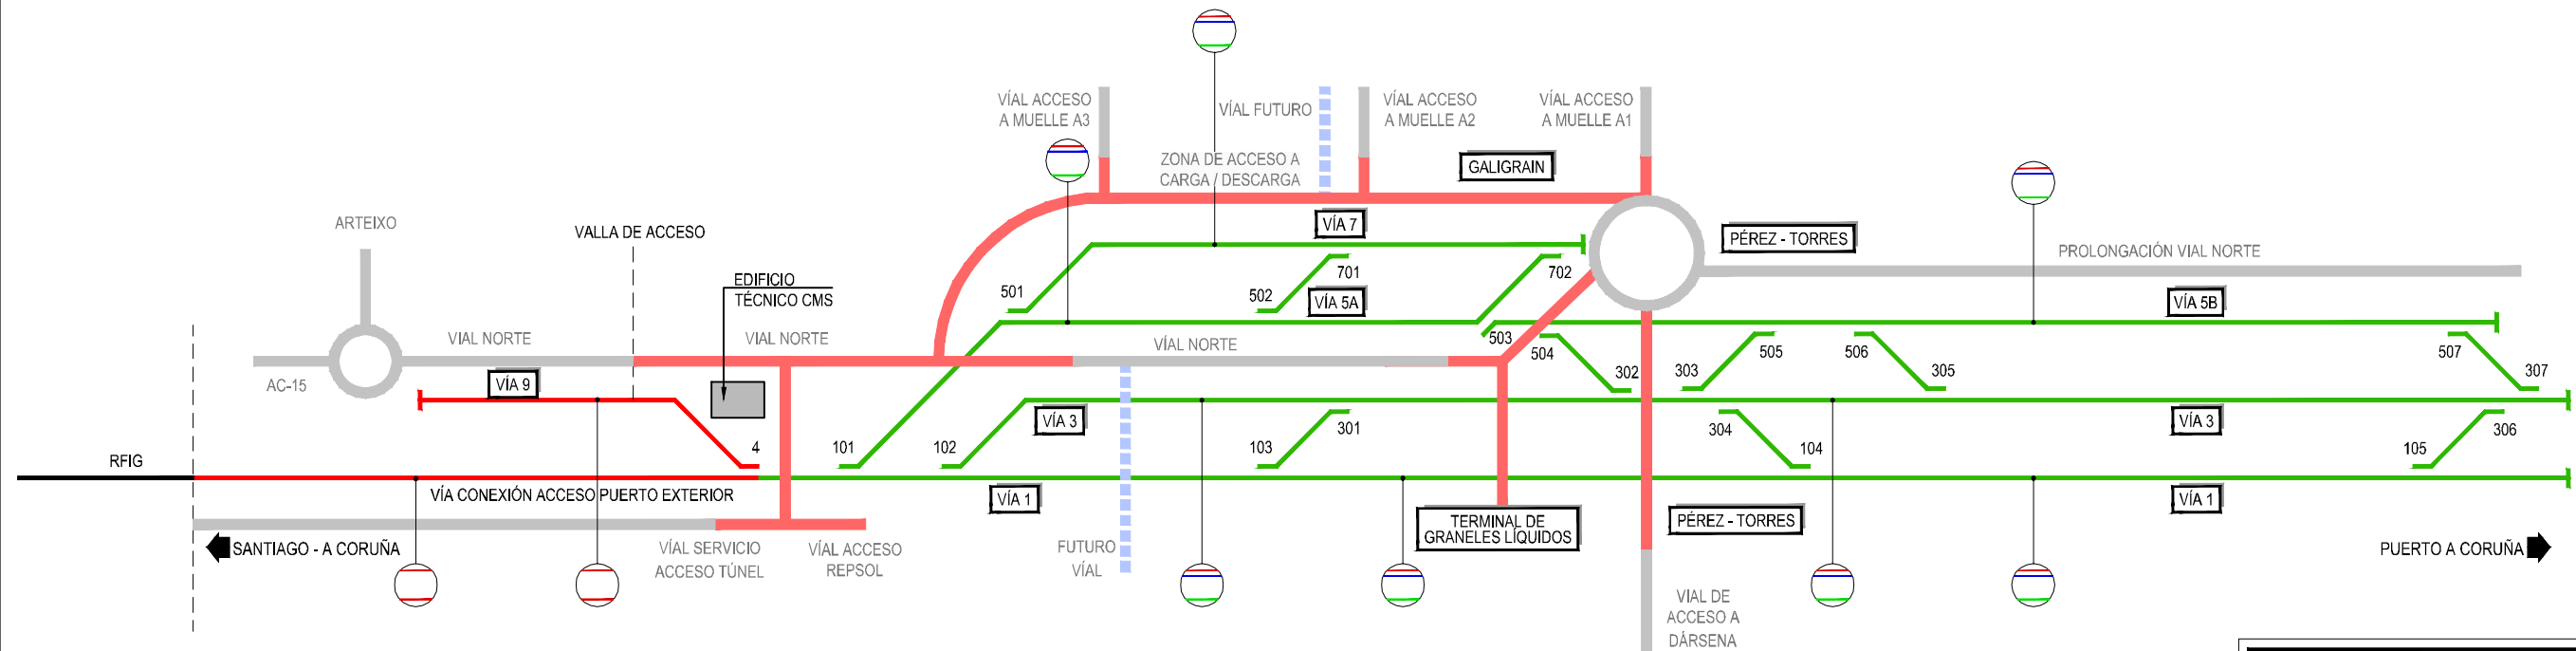 VÍAL ACCESO
A MUELLE A3
VÍAL FUTURO
VÍAL ACCESO
A MUELLE A2
VÍAL ACCESO
A MUELLE A1
ZONA DE ACCESO A
CARGA / DESCARGA
GALIGRAIN
ARTEIXO
VALLA DE ACCESO
VÍA 7
PÉREZ - TORRES
PROLONGACIÓN VIAL NORTE
EDIFICIO
TÉCNICO CMS
501
502
701
VÍA 5A
702
VÍA 5B
VIAL NORTE
VIAL NORTE
VÍAL NORTE
503
504
302
303
505
506
305
507
307
AC-15
VÍA 9
VÍA 3
301
304
VÍA 3
306
4
101
102
103
104
105
RFIG
VÍA CONEXIÓN ACCESO PUERTO EXTERIOR
VÍA 1
VÍA 1
TERMINAL DE
GRANELES LÍQUIDOS
PÉREZ - TORRES
SANTIAGO - A CORUÑA
VÍAL SERVICIO
ACCESO TÚNEL
VÍAL ACCESO
REPSOL
FUTURO
VÍAL
PUERTO A CORUÑA
VIAL DE
ACCESO A
DÁRSENA